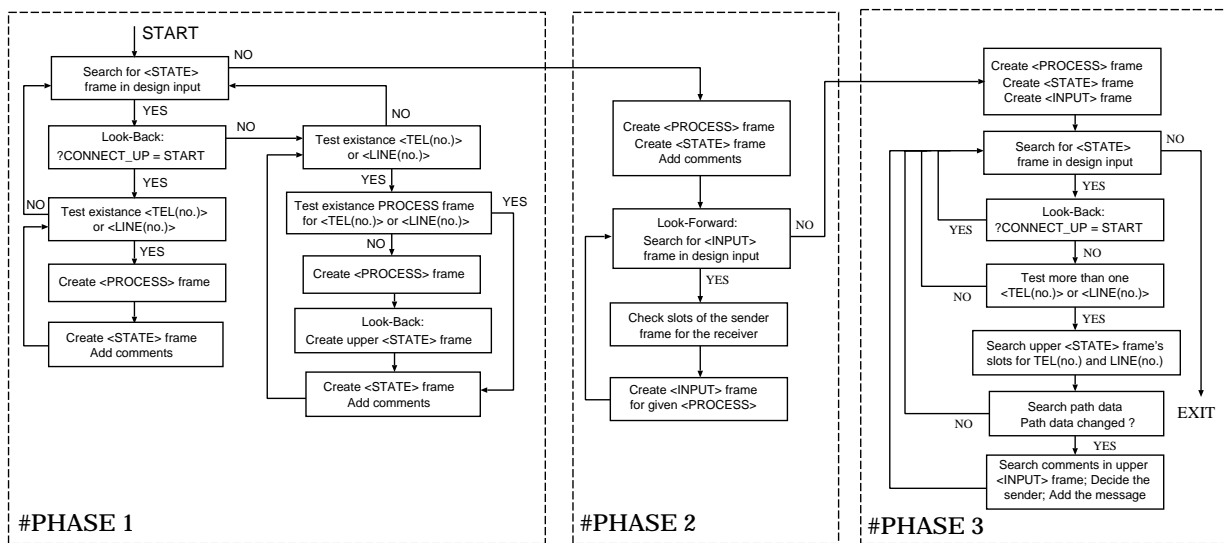 START
Search for <STATE>
frame in design input
NO
YES
Look-Back:
?CONNECT_UP = START
NO
YES
NO
Test existance <TEL(no.)>
or <LINE(no.)>
YES
Create <PROCESS> frame
Create <STATE> frame
Add comments
NO
Test existance <TEL(no.)>
or <LINE(no.)>
YES
Test existance PROCESS frame
for <TEL(no.)> or <LINE(no.)>
YES
NO
Create <PROCESS> frame
Look-Back:
Create upper <STATE> frame
Create <STATE> frame
Add comments
#PHASE 1
Create <PROCESS> frame
Create <STATE> frame
Add comments
Look-Forward:
Search for <INPUT>
frame in design input
NO
YES
Check slots of the sender
frame for the receiver
Create <INPUT> frame
for given <PROCESS>
#PHASE 2
Create <PROCESS> frame
Create <STATE> frame
Create <INPUT> frame
Search for <STATE>
frame in design input
NO
YES
Look-Back:
?CONNECT_UP = START
YES
NO
Test more than one
<TEL(no.)> or <LINE(no.)>
NO
YES
Search upper <STATE> frame's
slots for TEL(no.) and LINE(no.)
Search path data
Path data changed ?
NO
EXIT
YES
Search comments in upper
<INPUT> frame; Decide the
sender; Add the message
#PHASE 3